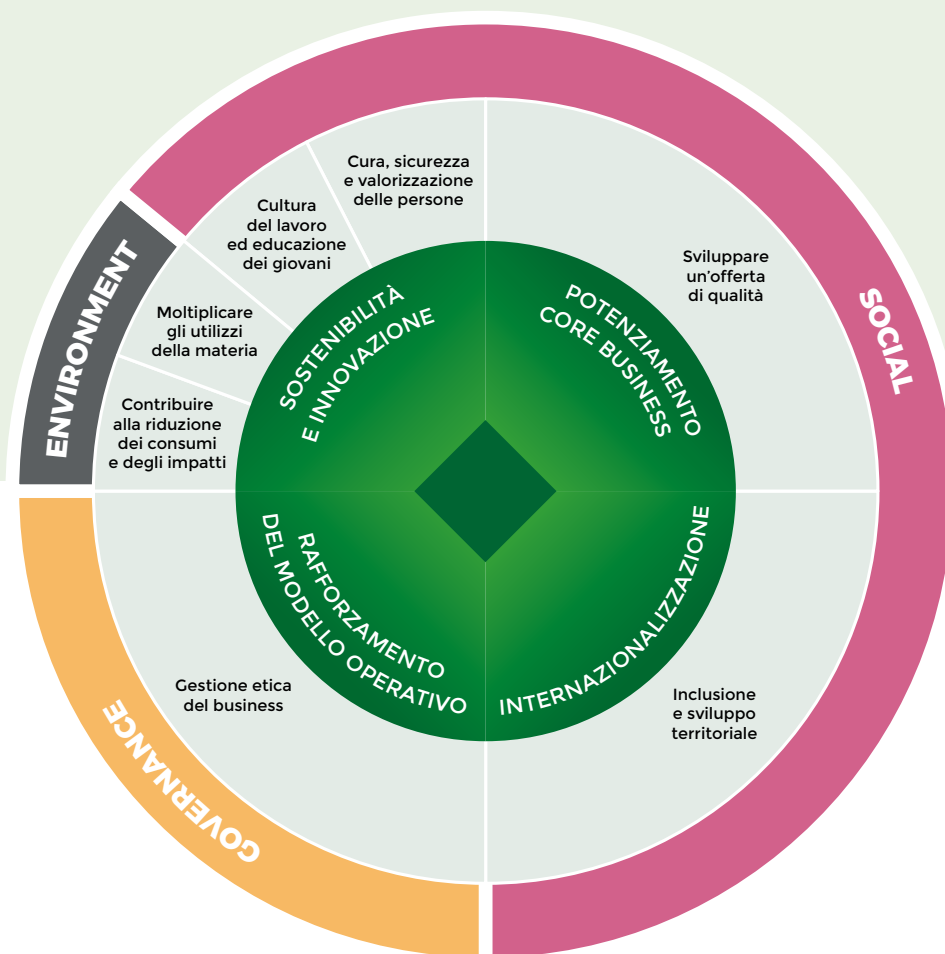 Cura, sicurezza
e valorizzazione
delle persone
Cultura
del lavoro
ed educazione
dei giovani
Moltiplicare
gli utilizzi
della materia
Contribuire
alla riduzione
dei consumi
e degli impatti
Sviluppare
un’offerta
di qualità
ENVIRONMENT
SOCIAL
SOSTENIBILITÀ
E INNOVAZIONE
POTENZIAMENTO
CORE BUSINESS
RAFFORZAMENTO
DEL MODELLO OPERATIVO
INTERNAZIONALIZZAZIONE
Gestione etica
del business
Inclusione
e sviluppo
territoriale
GOVERNANCE